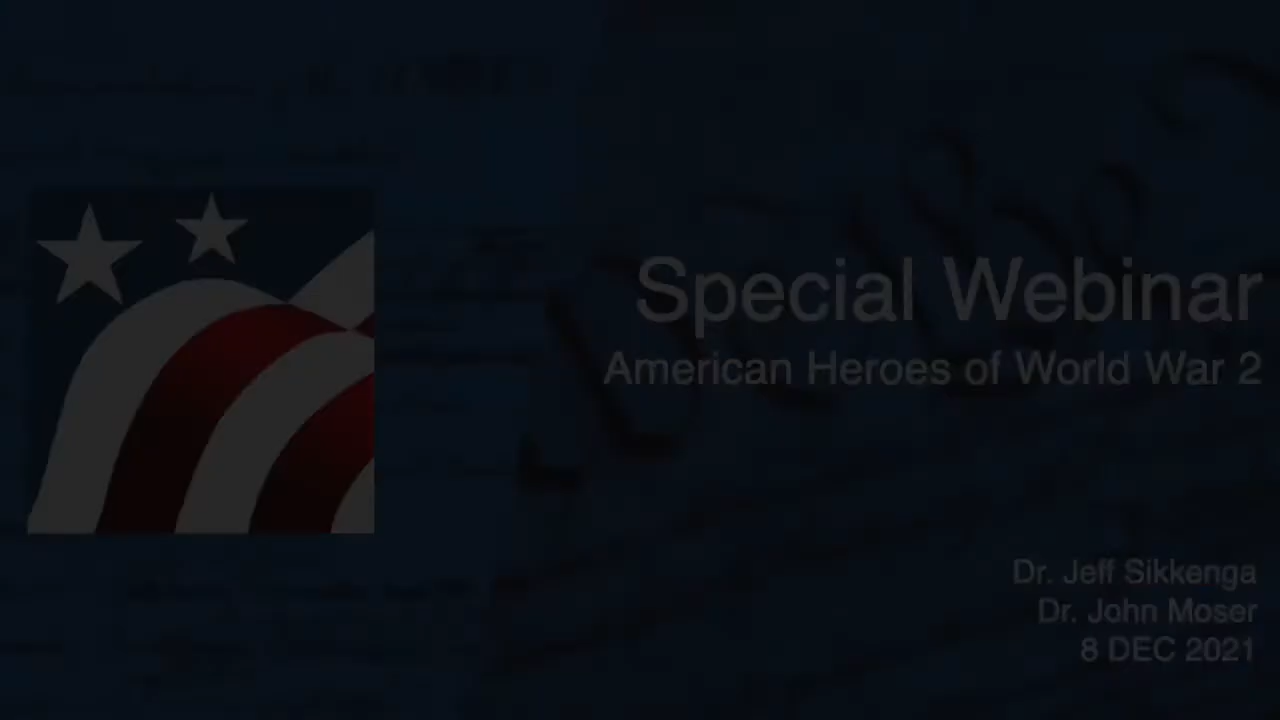 Special Webinar
American Heroes of World War 2
Dr. Jeff Sikkenga
Dr. John Moser
8 DEC 2021